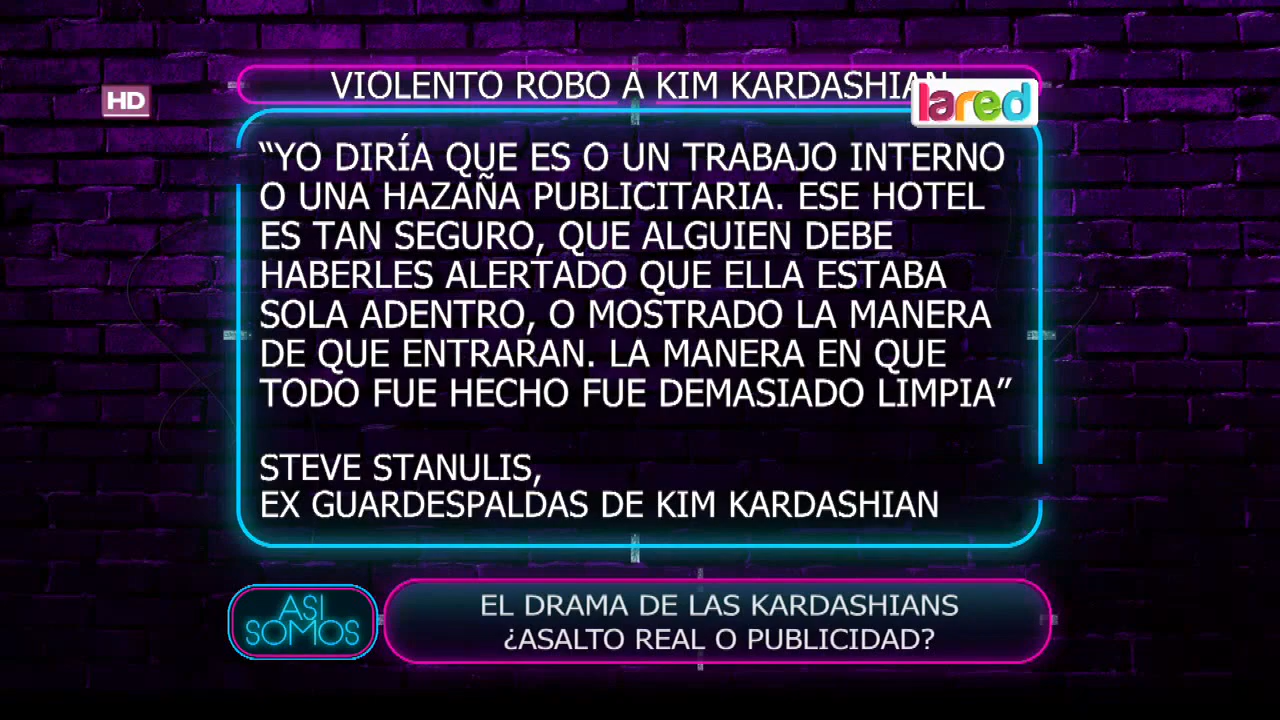 HD
VIOLENTO ROBO A KIM KARDASHIAN
lared
“YO DIRÍA QUE ES O UN TRABAJO INTERNO
O UNA HAZAÑA PUBLICITARIA. ESE HOTEL
ES TAN SEGURO, QUE ALGUIEN DEBE
HABERLES ALERTADO QUE ELLA ESTABA
SOLA ADENTRO, O MOSTRADO LA MANERA
DE QUE ENTRARAN. LA MANERA EN QUE
TODO FUE HECHO FUE DEMASIADO LIMPIA”
STEVE STANULIS,
EX GUARDESPALDAS DE KIM KARDASHIAN
ASI
SOMOS
EL DRAMA DE LAS KARDASHIANS
¿ASALTO REAL O PUBLICIDAD?